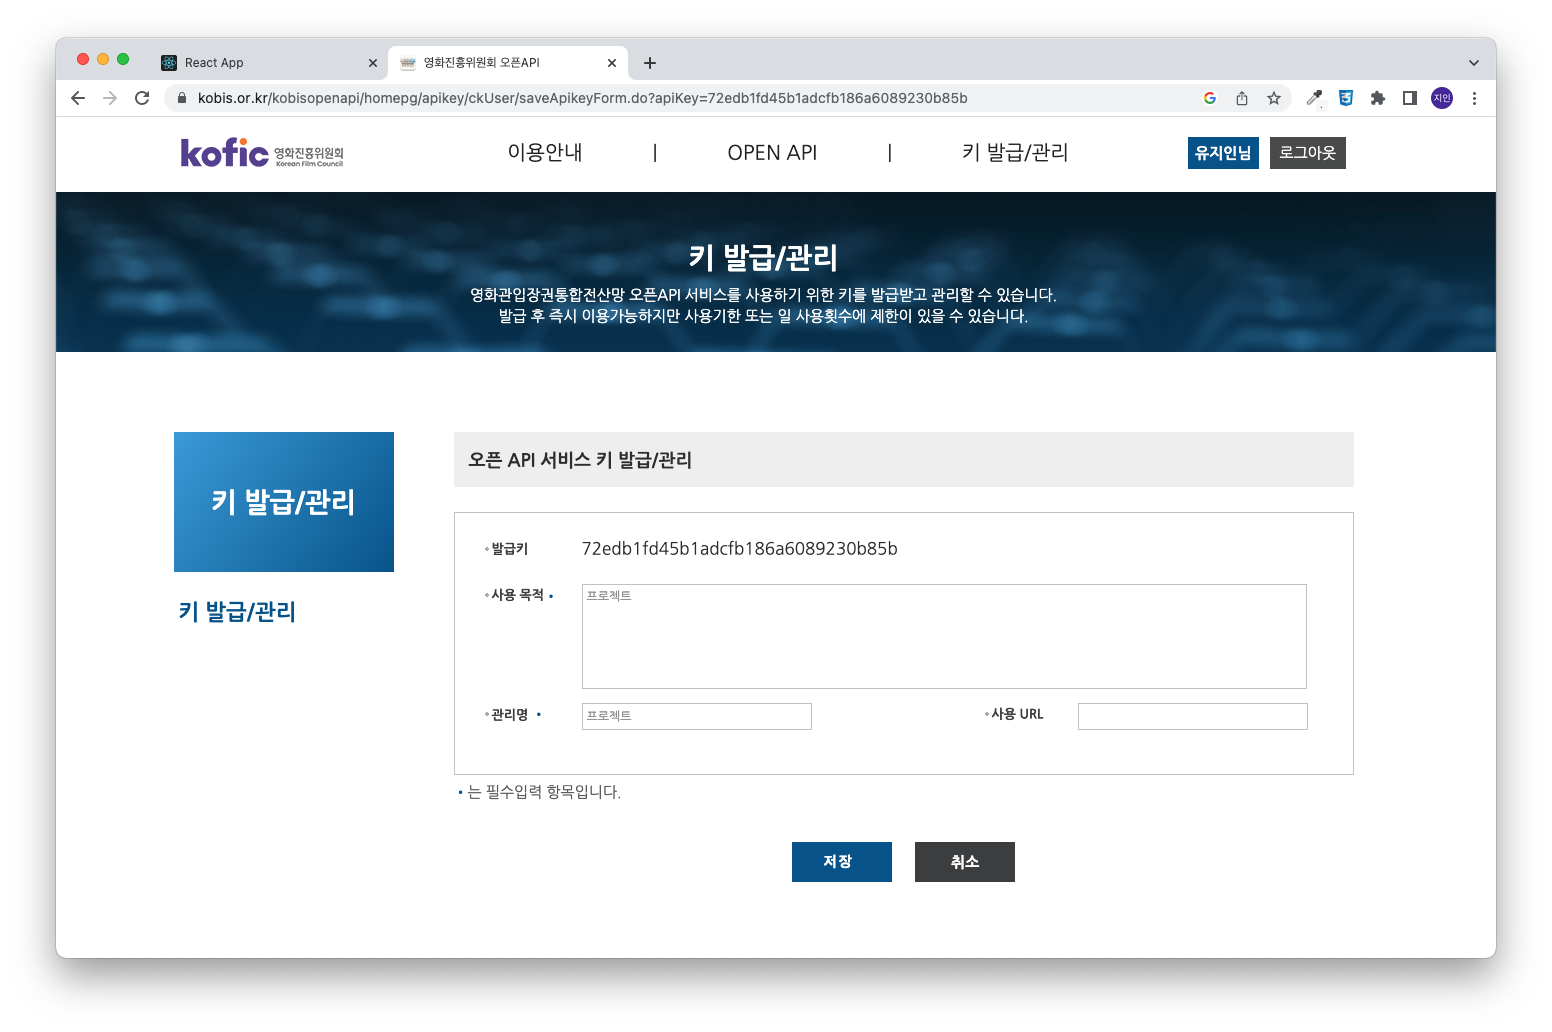 React App
영화진흥위원회 오픈API
kobis.or.kr/kobisopenapi/homepg/apikey/ckUser/saveApikeyForm.do?apiKey=72edb1fd45b1adcfb186a6089230b85b
지인
kofic 영화진흥위원회
Korean Film Council
이용안내 | OPEN API | 키 발급/관리
유지인님 로그아웃
키 발급/관리
영화관입장권통합전산망 오픈API 서비스를 사용하기 위한 키를 발급받고 관리할 수 있습니다.
발급 후 즉시 이용가능하지만 사용기한 또는 일 사용횟수에 제한이 있을 수 있습니다.
키 발급/관리
키 발급/관리
오픈 API 서비스 키 발급/관리
발급키 72edb1fd45b1adcfb186a6089230b85b
사용 목적 • 프로젝트
관리명 • 프로젝트 사용 URL
• 는 필수입력 항목입니다.
저장 취소